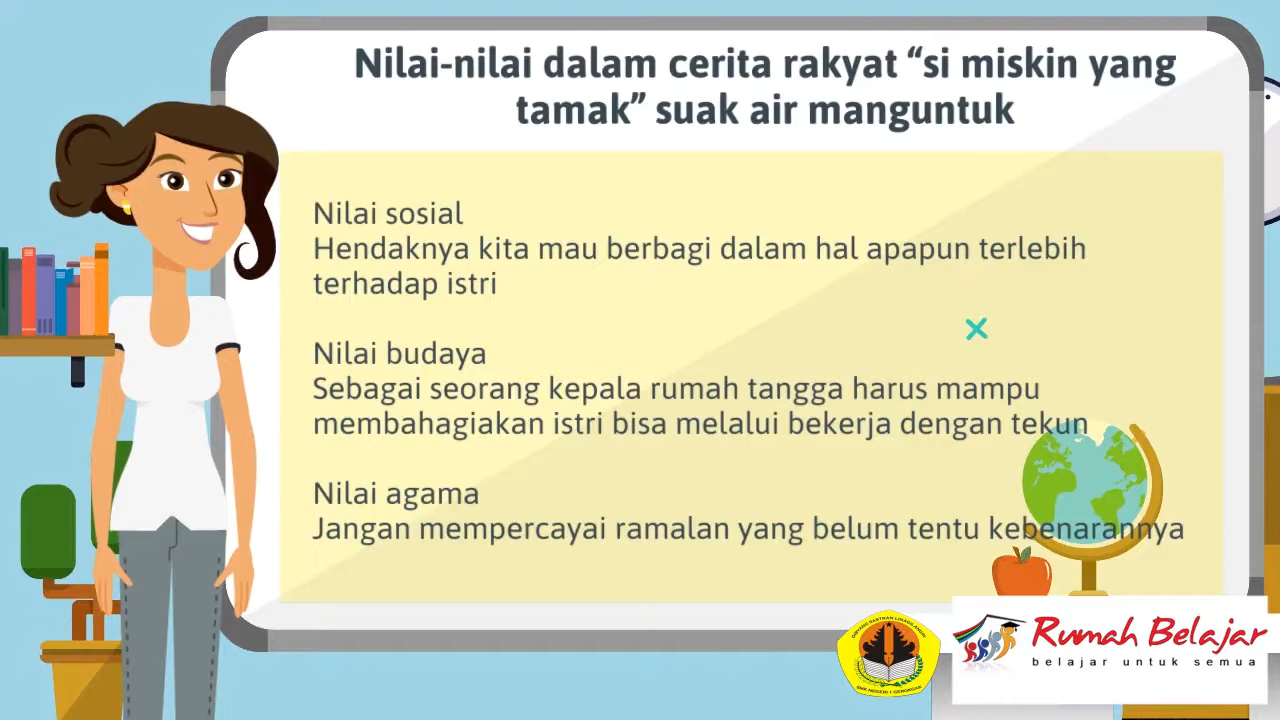 Nilai-nilai dalam cerita rakyat “si miskin yang
tamak” suak air manguntuk
Nilai sosial
Hendaknya kita mau berbagi dalam hal apapun terlebih
terhadap istri
Nilai budaya
Sebagai seorang kepala rumah tangga harus mampu
membahagiakan istri bisa melalui bekerja dengan tekun
Nilai agama
Jangan mempercayai ramalan yang belum tentu kebenarannya
Rumah Belajar
belajar untuk semua